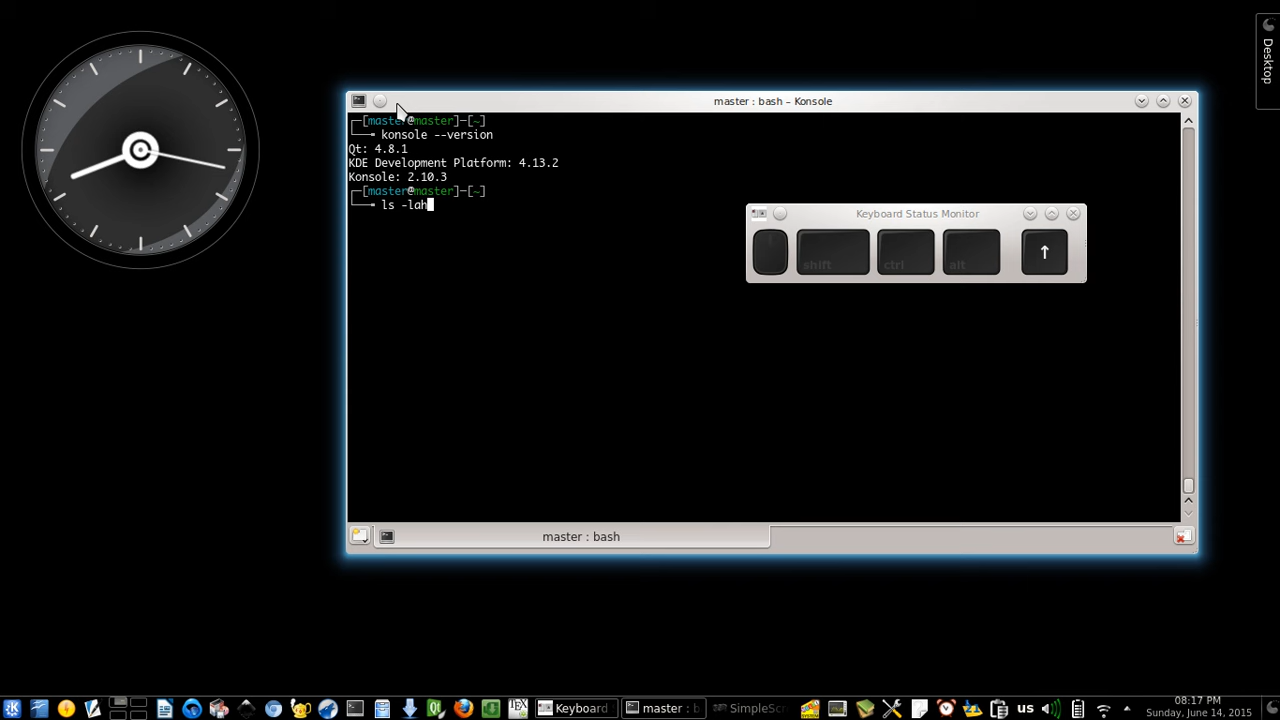 Desktop
master : bash – Konsole
┌─[master@master]─[~]
└──╼ konsole --version
Qt: 4.8.1
KDE Development Platform: 4.13.2
Konsole: 2.10.3
┌─[master@master]─[~]
└──╼ ls -lah
Keyboard Status Monitor
shift ctrl alt ↑
master : bash
Keyboard
master : b
SimpleScr
us
08:17 PM
Sunday, June 14, 2015